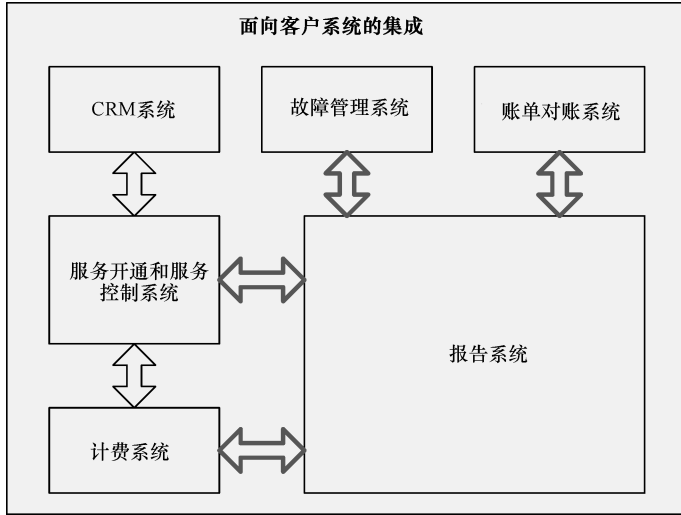 面向客户系统的集成
CRM系统
故障管理系统
账单对账系统
服务开通和服务
控制系统
报告系统
计费系统